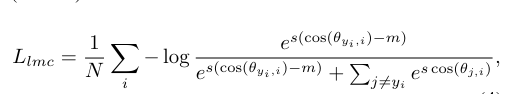 L_{lmc} = \frac{1}{N} \sum_{i} -\log \frac{e^{s(\cos(\theta_{y_i,i})-m)}}{e^{s(\cos(\theta_{y_i,i})-m)} + \sum_{j \neq y_i} e^{s\cos(\theta_{j,i})}},